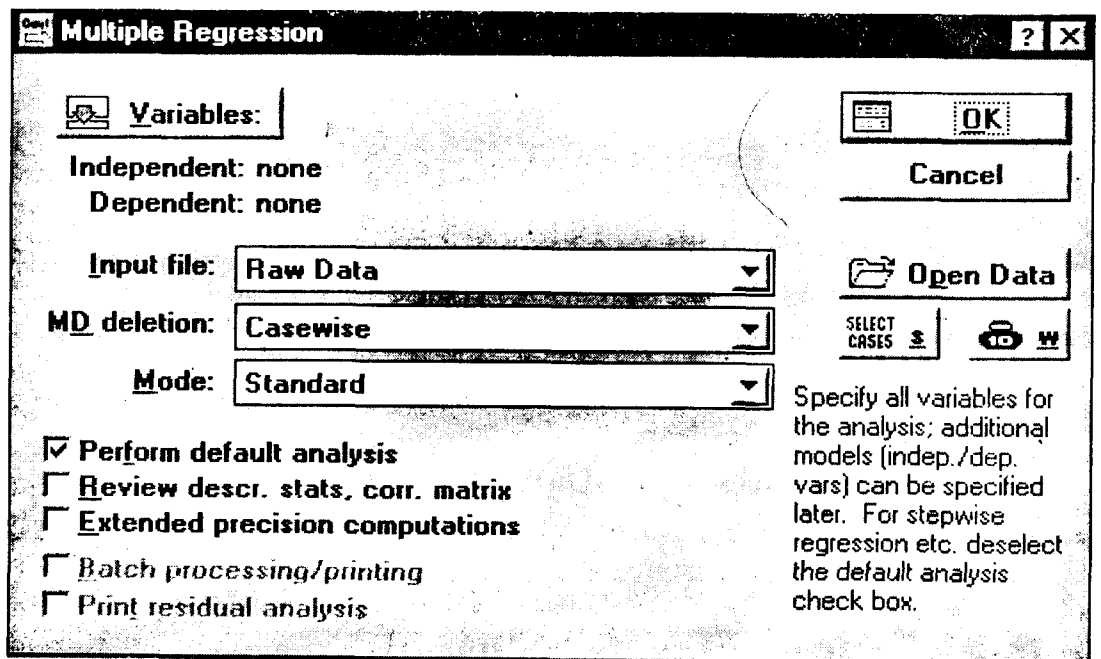 Multiple Regression
? X
Variables:
Independent: none
Dependent: none
Input file: Raw Data
MD deletion: Casewise
Mode: Standard
Perform default analysis
Review descr. stats, corr. matrix
Extended precision computations
Batch processing/printing
Print residual analysis
OK
Cancel
Open Data
SELECT
CASES S
W
Specify all variables for
the analysis; additional
models (indep./dep.
vars) can be specified
later. For stepwise
regression etc. deselect
the default analysis
check box.